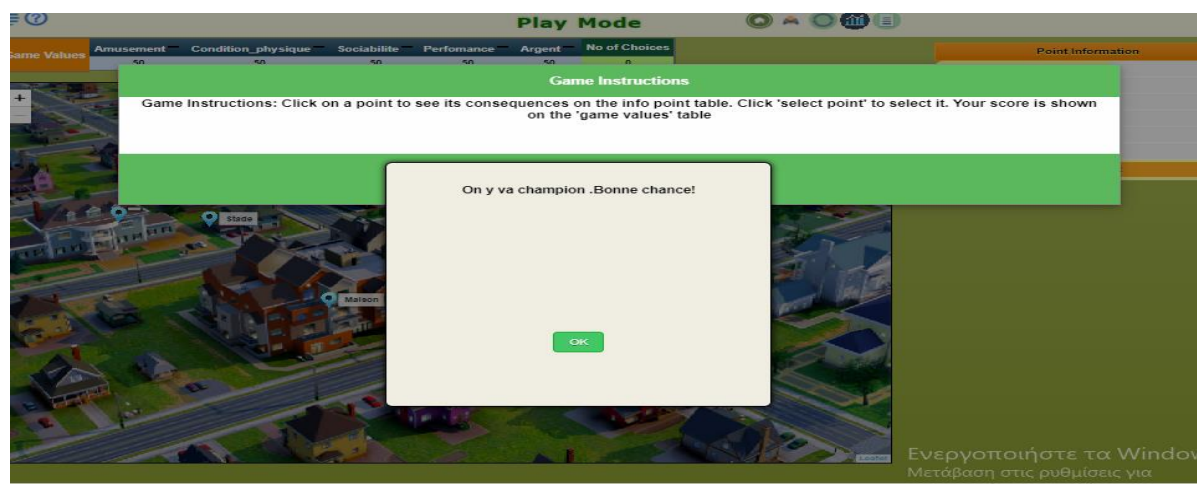 Play Mode
Game Values
Amusement Condition_physique Sociabilite Perfomance Argent No of Choices
50 50 50 50 50 0
Point Information
Game Instructions
Game Instructions: Click on a point to see its consequences on the info point table. Click 'select point' to select it. Your score is shown
on the 'game values' table
On y va champion .Bonne chance!
Stade
Maison
OK
Leaflet
Ενεργοποιήστε τα Window
Μετάβαση στις ρυθμίσεις για